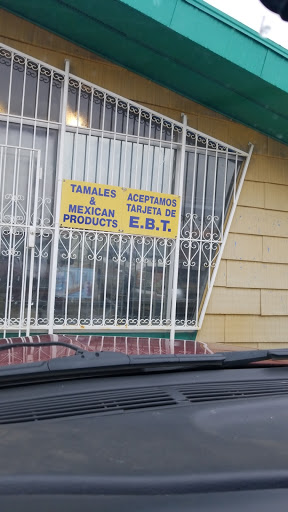 TAMALES
&
MEXICAN
PRODUCTS
ACEPTAMOS
TARJETA DE
E.B.T.